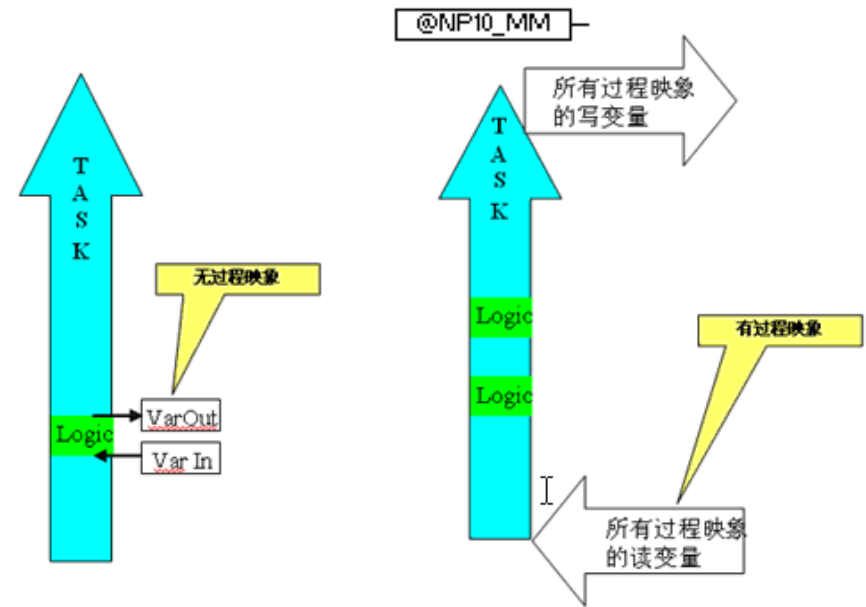 @NP10_MM
所有过程映象
的写变量
T
A
S
K
T
A
S
K
无过程映象
Logic
有过程映象
Logic
VarOut
Logic
Var In
所有过程映象
的读变量